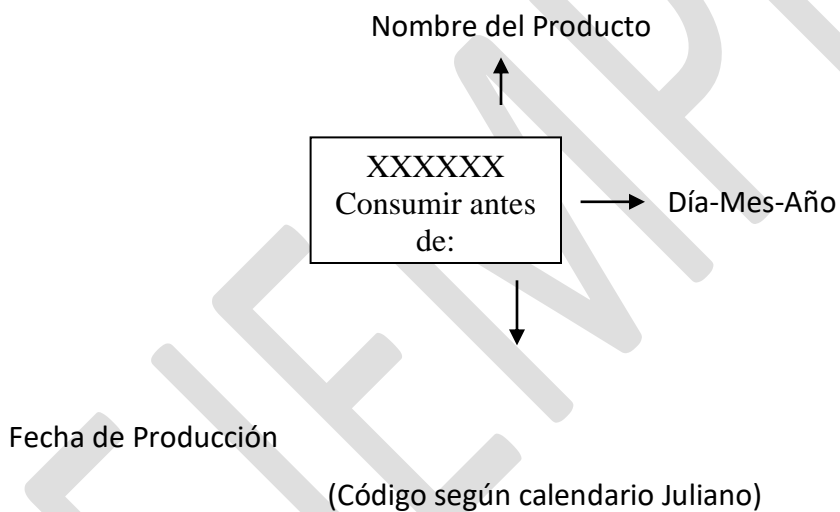 Nombre del Producto
XXXXXX
Consumir antes
de:
Día-Mes-Año
Fecha de Producción
(Código según calendario Juliano)